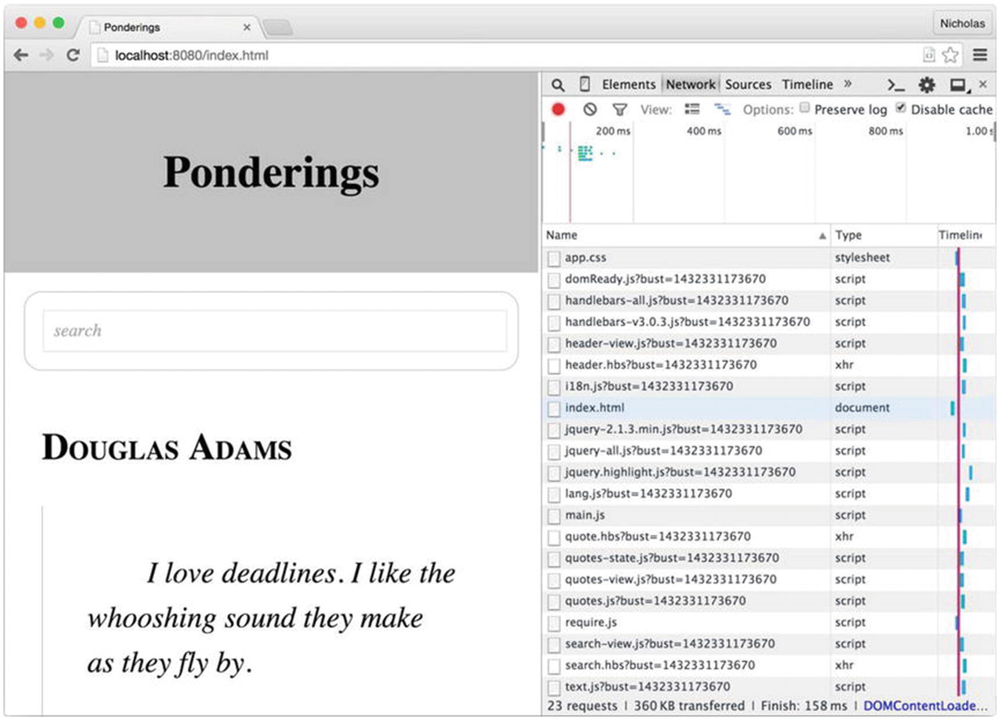 Ponderings
Nicholas
localhost:8080/index.html
Ponderings
search
Douglas Adams
I love deadlines. I like the
whooshing sound they make
as they fly by.
Elements Network Sources Timeline »
View: Options: Preserve log Disable cache
200 ms 400 ms 600 ms 800 ms 1.00 s
Name Type Timelin
app.css stylesheet
domReady.js?bust=1432331173670 script
handlebars-all.js?bust=1432331173670 script
handlebars-v3.0.3.js?bust=1432331173670 script
header-view.js?bust=1432331173670 script
header.hbs?bust=1432331173670 xhr
i18n.js?bust=1432331173670 script
index.html document
jquery-2.1.3.min.js?bust=1432331173670 script
jquery-all.js?bust=1432331173670 script
jquery.highlight.js?bust=1432331173670 script
lang.js?bust=1432331173670 script
main.js script
quote.hbs?bust=1432331173670 xhr
quotes-state.js?bust=1432331173670 script
quotes-view.js?bust=1432331173670 script
quotes.js?bust=1432331173670 script
require.js script
search-view.js?bust=1432331173670 script
search.hbs?bust=1432331173670 xhr
text.js?bust=1432331173670 script
23 requests | 360 KB transferred | Finish: 158 ms | DOMContentLoade...